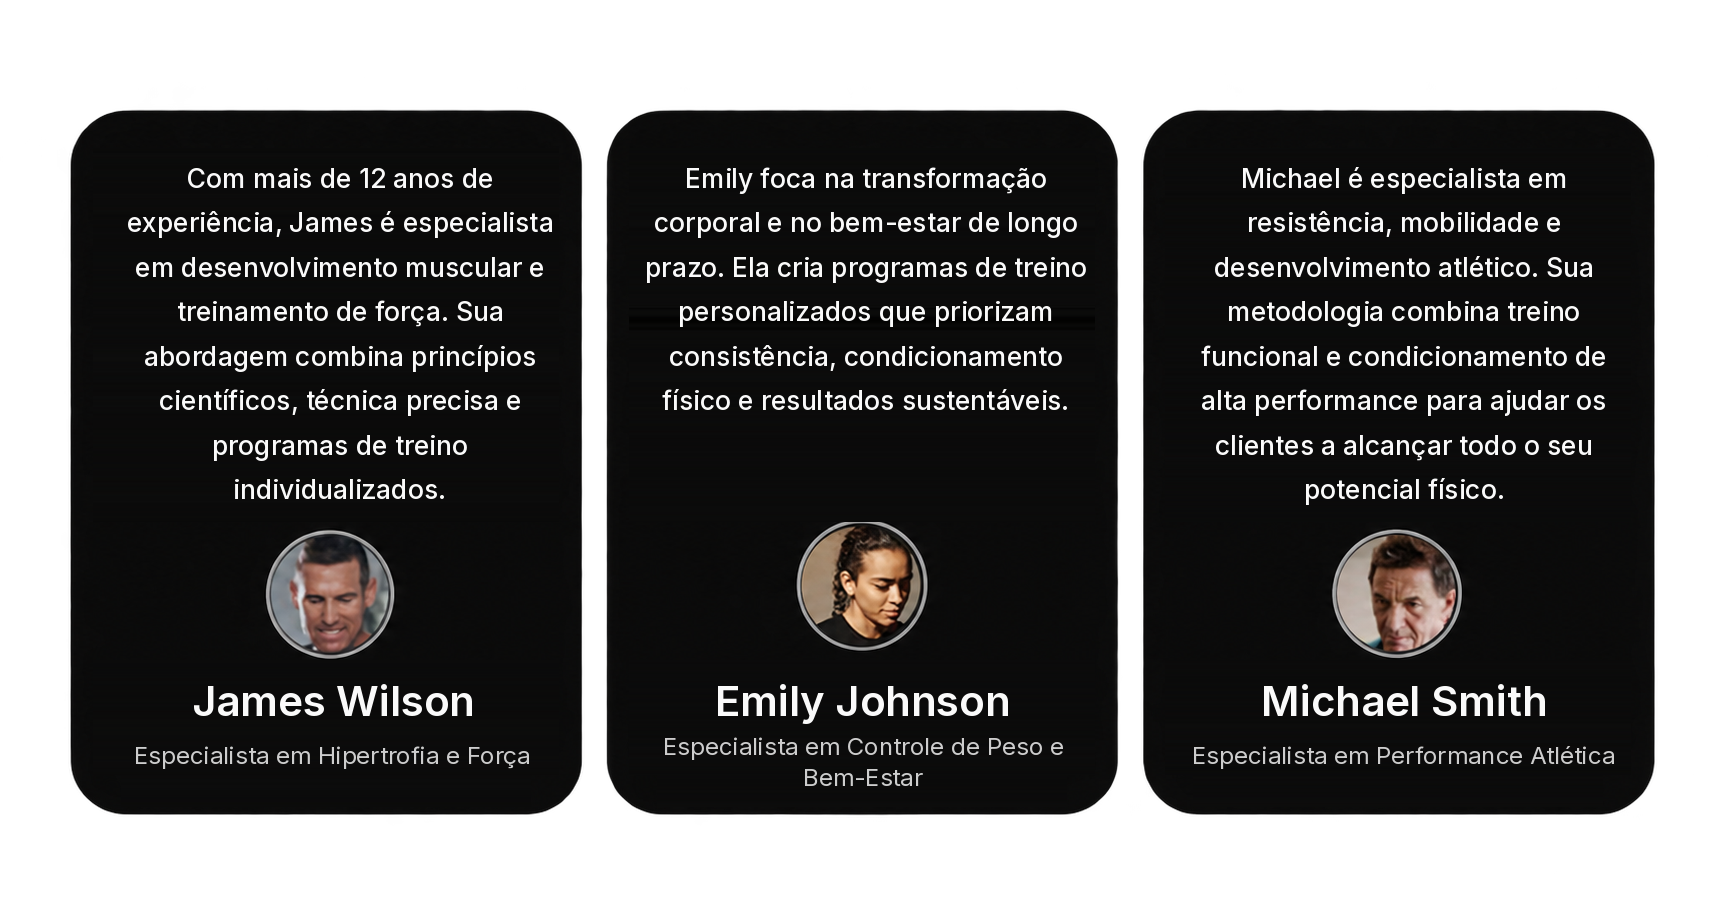 Com mais de 12 anos de
experiência, James é especialista
em desenvolvimento muscular e
treinamento de força. Sua
abordagem combina princípios
científicos, técnica precisa e
programas de treino
individualizados.
James Wilson
Especialista em Hipertrofia e Força
Emily foca na transformação
corporal e no bem-estar de longo
prazo. Ela cria programas de treino
personalizados que priorizam
consistência, condicionamento
físico e resultados sustentáveis.
Emily Johnson
Especialista em Controle de Peso e
Bem-Estar
Michael é especialista em
resistência, mobilidade e
desenvolvimento atlético. Sua
metodologia combina treino
funcional e condicionamento de
alta performance para ajudar os
clientes a alcançar todo o seu
potencial físico.
Michael Smith
Especialista em Performance Atlética